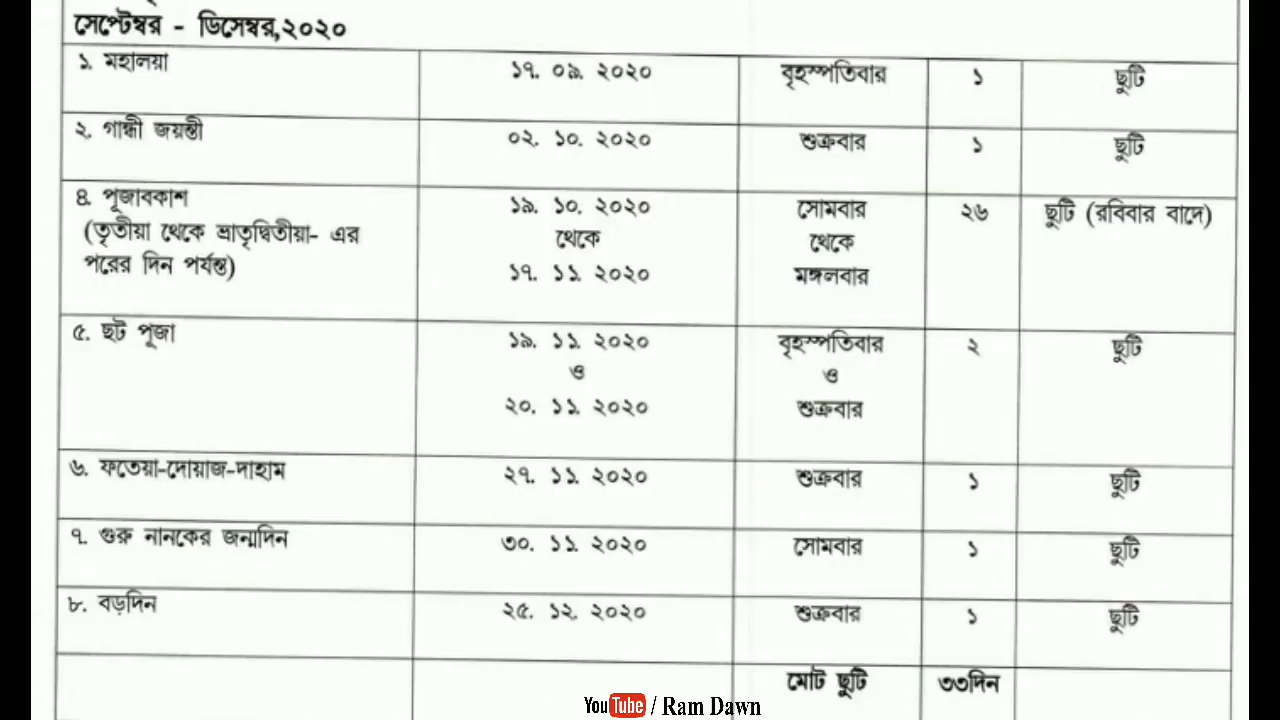 সেপ্টেম্বর - ডিসেম্বর,২০২০
১. মহালয়া ১৭. ০৯. ২০২০ বৃহস্পতিবার ১ ছুটি
২. গান্ধী জয়ন্তী ০২. ১০. ২০২০ শুক্রবার ১ ছুটি
৪. পূজাবকাশ ১৯. ১০. ২০২০ সোমবার ২৬ ছুটি (রবিবার বাদে)
(তৃতীয়া থেকে ভ্রাতৃদ্বিতীয়া- এর থেকে থেকে
পরের দিন পর্যন্ত) ১৭. ১১. ২০২০ মঙ্গলবার
৫. ছট পূজা ১৯. ১১. ২০২০ বৃহস্পতিবার ২ ছুটি
ও ও
২০. ১১. ২০২০ শুক্রবার
৬. ফতেয়া-দোয়াজ-দাহাম ২৭. ১১. ২০২০ শুক্রবার ১ ছুটি
৭. গুরু নানকের জন্মদিন ৩০. ১১. ২০২০ সোমবার ১ ছুটি
৮. বড়দিন ২৫. ১২. ২০২০ শুক্রবার ১ ছুটি
মোট ছুটি ৩৩দিন
YouTube / Ram Dawn